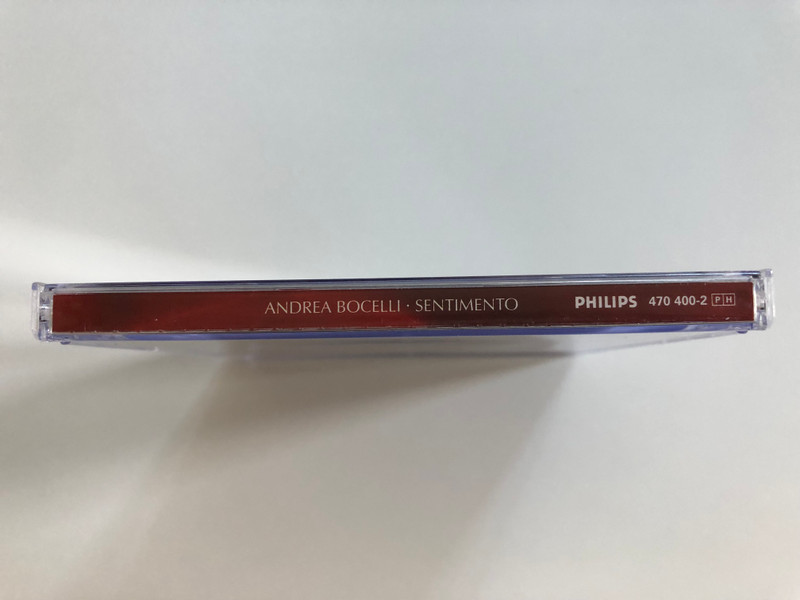 ANDREA BOCELLI · SENTIMENTO PHILIPS 470 400-2 PH